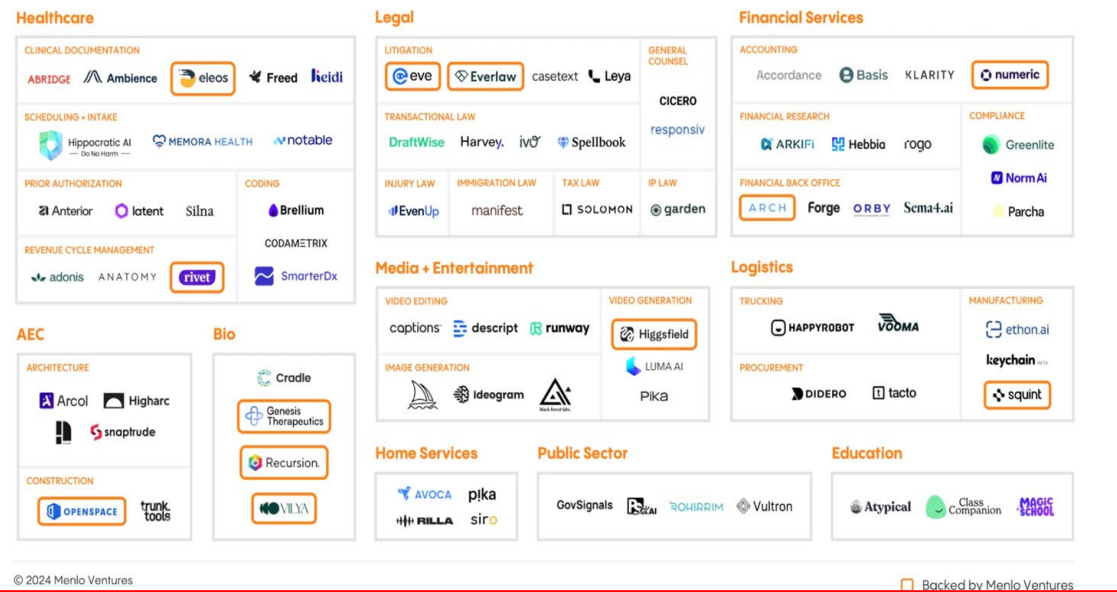 Healthcare
CLINICAL DOCUMENTATION
ABRIDGE Ambience eleos Freed heidi
SCHEDULING + INTAKE
Hippocratic AI
— Do No Harm —
MEMORA HEALTH notable
PRIOR AUTHORIZATION
Anterior latent Silna
CODING
Brellium
CODAMETRIX
SmarterDx
REVENUE CYCLE MANAGEMENT
adonis ANATOMY rivet
Legal
LITIGATION
eve Everlaw casetext Leya
GENERAL
COUNSEL
CICERO
responsiv
TRANSACTIONAL LAW
DraftWise Harvey. ivo Spellbook
INJURY LAW
EvenUp
IMMIGRATION LAW
manifest
TAX LAW
SOLOMON
IP LAW
garden
Financial Services
ACCOUNTING
Accordance Basis KLARITY numeric
FINANCIAL RESEARCH
ARKIFi Hebbia rogo
COMPLIANCE
Greenlite
Norm Ai
Parcha
FINANCIAL BACK OFFICE
ARCH Forge ORBY Sema4.ai
AEC
ARCHITECTURE
Arcol Higharc
snaptrude
CONSTRUCTION
OPENSPACE
trunk
tools
Bio
Cradle
Genesis
Therapeutics
Recursion.
VILYA
Media + Entertainment
VIDEO EDITING
captions descript runway
VIDEO GENERATION
Higgsfield
LUMA AI
Pika
IMAGE GENERATION
Ideogram
black forest labs.
Logistics
TRUCKING
HAPPYROBOT VOOMA
MANUFACTURING
ethon.ai
keychain BETA
squint
PROCUREMENT
DIDERO tacto
Home Services
AVOCA p!ka
RILLA siro
Public Sector
GovSignals ROHIRRIM Vultron
Education
Atypical
Class
Companion
MAGIC
SCHOOL
© 2024 Menlo Ventures
Backed by Menlo Ventures